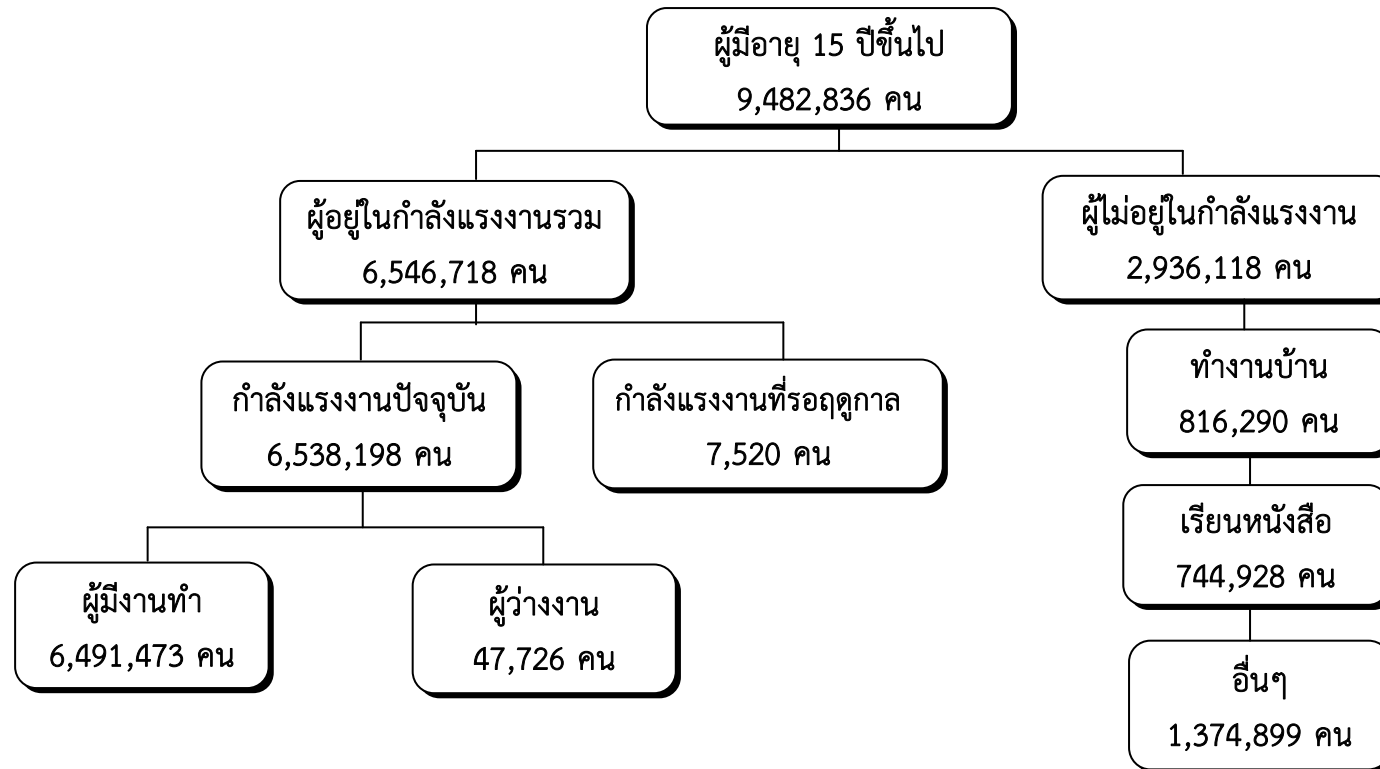 ผู้มีอายุ 15 ปีขึ้นไป
9,482,836 คน
ผู้อยู่ในกำลังแรงงานรวม
6,546,718 คน
ผู้ไม่อยู่ในกำลังแรงงาน
2,936,118 คน
กำลังแรงงานปัจจุบัน
6,538,198 คน
กำลังแรงงานที่รอฤดูกาล
7,520 คน
ทำงานบ้าน
816,290 คน
เรียนหนังสือ
744,928 คน
ผู้มีงานทำ
6,491,473 คน
ผู้ว่างงาน
47,726 คน
อื่นๆ
1,374,899 คน